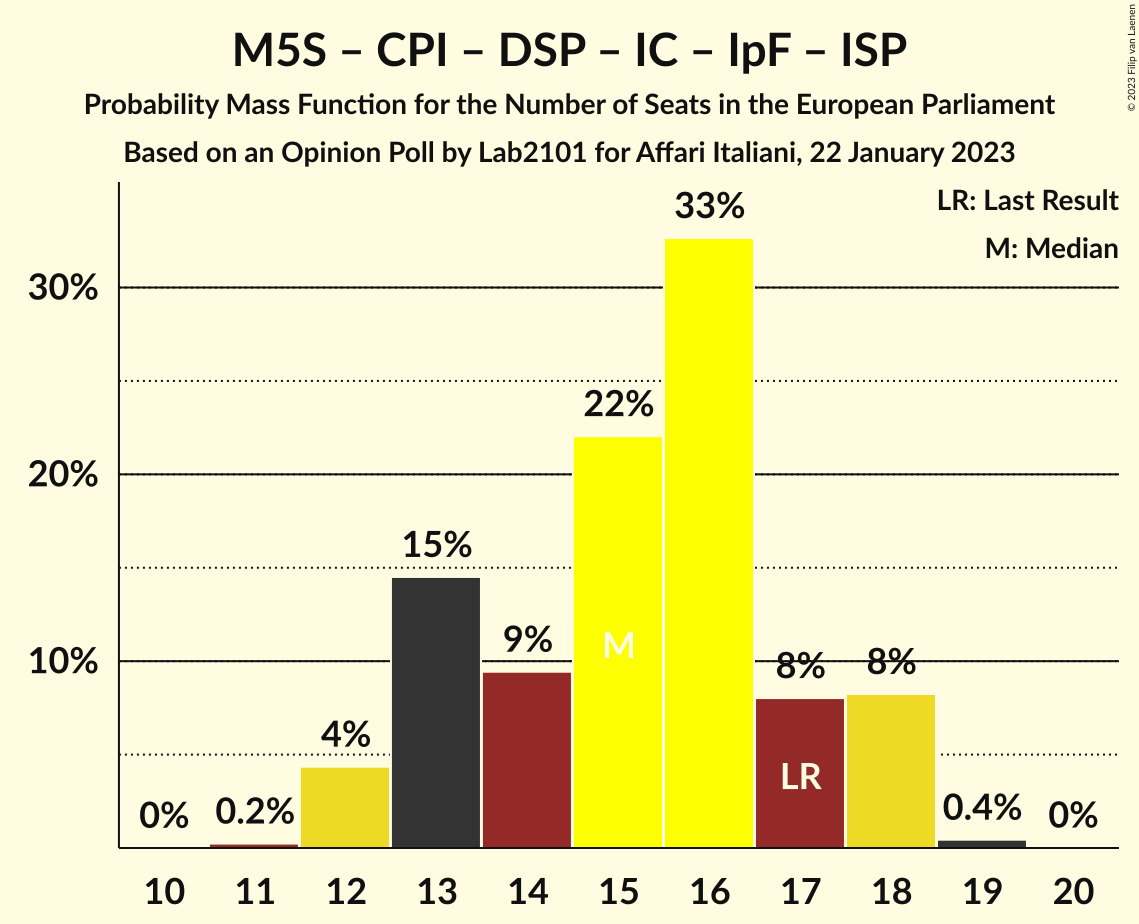 M5S – CPI – DSP – IC – IpF – ISP
Probability Mass Function for the Number of Seats in the European Parliament
Based on an Opinion Poll by Lab2101 for Affari Italiani, 22 January 2023
© 2023 Filip van Laenen
LR: Last Result
M: Median
30%
20%
10%
0%
0.2%
4%
15%
9%
22%
33%
8%
8%
0.4%
0%
M
LR
10 11 12 13 14 15 16 17 18 19 20